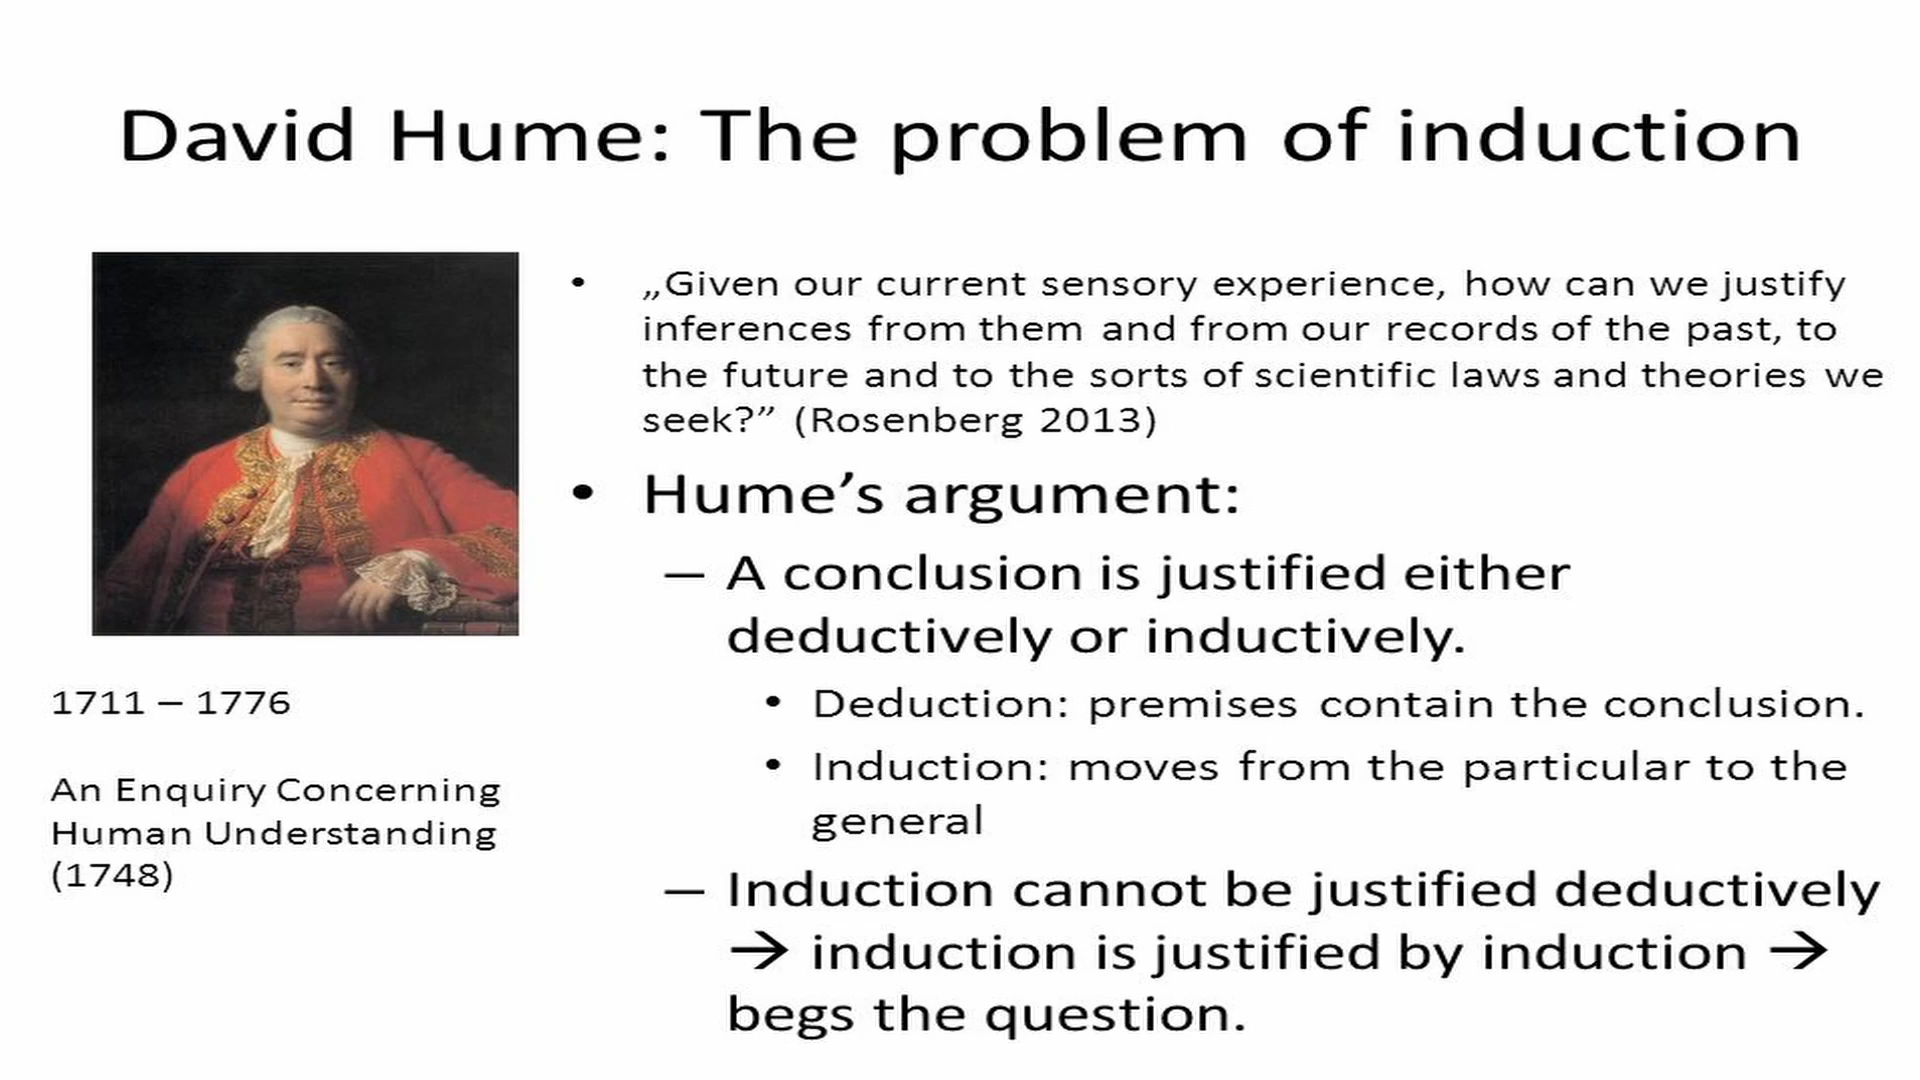 David Hume: The problem of induction
• „Given our current sensory experience, how can we justify
inferences from them and from our records of the past, to
the future and to the sorts of scientific laws and theories we
seek?” (Rosenberg 2013)
• Hume’s argument:
– A conclusion is justified either
deductively or inductively.
• Deduction: premises contain the conclusion.
• Induction: moves from the particular to the
general
– Induction cannot be justified deductively
→ induction is justified by induction →
begs the question.
1711 – 1776
An Enquiry Concerning
Human Understanding
(1748)